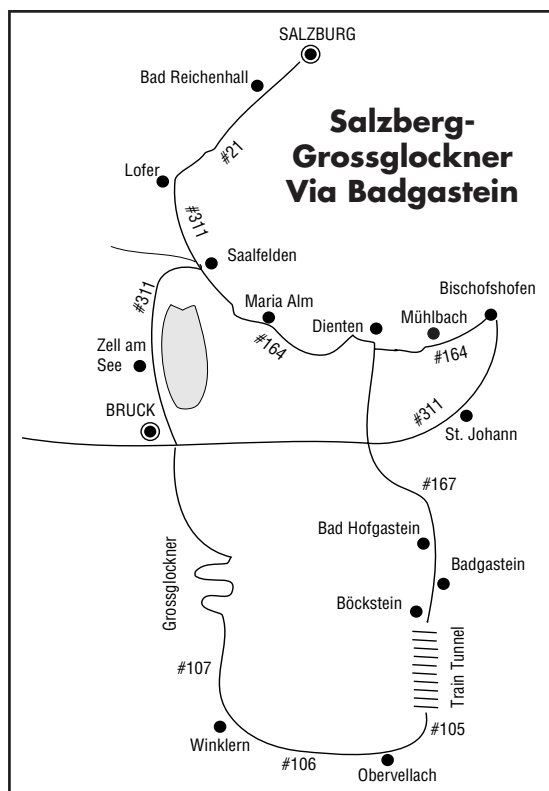 SALZBURG
Bad Reichenhall
Salzberg-
Grossglockner
Via Badgastein
#21
Lofer
#311
Saalfelden
#311
Maria Alm
Bischofshofen
Dienten
Mühlbach
#164
#164
Zell am
See
BRUCK
#311
St. Johann
#167
Bad Hofgastein
Grossglockner
Badgastein
Böckstein
Train Tunnel
#107
#105
Winklern
#106
Obervellach